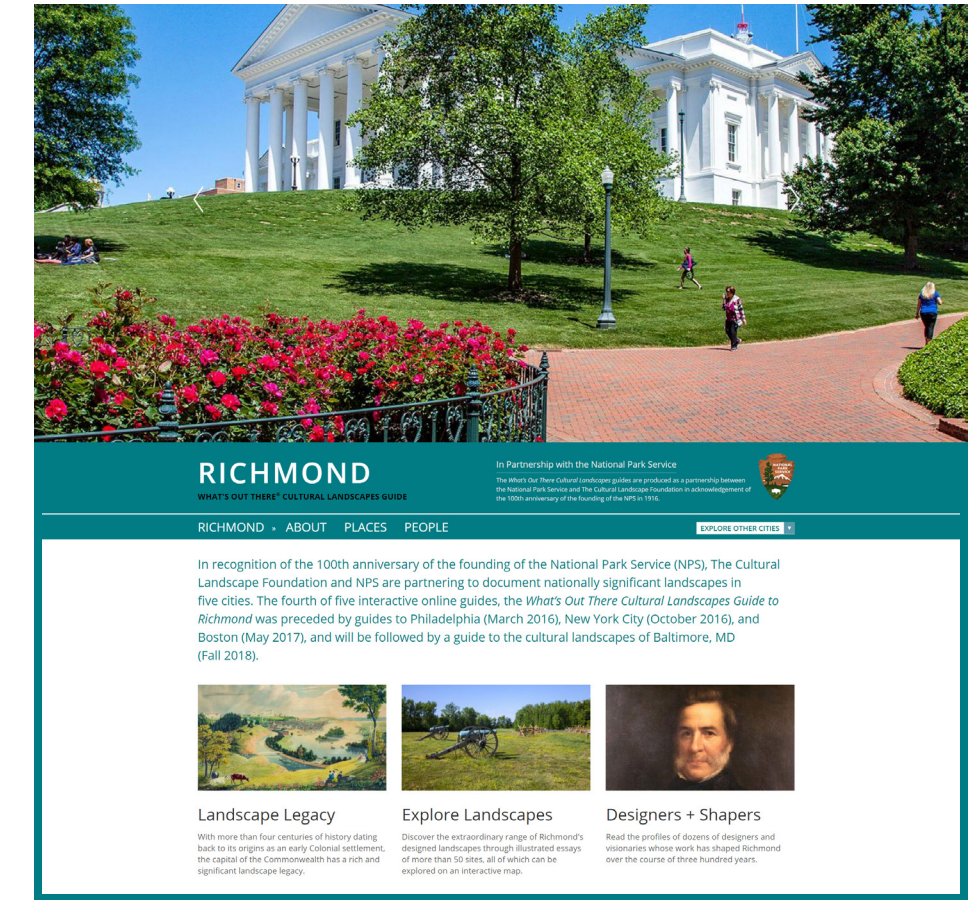 RICHMOND
WHAT'S OUT THERE® CULTURAL LANDSCAPES GUIDE
In Partnership with the National Park Service
The What's Out There Cultural Landscapes guides are produced as a partnership between
the National Park Service and The Cultural Landscape Foundation in acknowledgement of
the 100th anniversary of the founding of the NPS in 1916.
NATIONAL
PARK
SERVICE
RICHMOND » ABOUT PLACES PEOPLE
EXPLORE OTHER CITIES
In recognition of the 100th anniversary of the founding of the National Park Service (NPS), The Cultural
Landscape Foundation and NPS are partnering to document nationally significant landscapes in
five cities. The fourth of five interactive online guides, the What's Out There Cultural Landscapes Guide to
Richmond was preceded by guides to Philadelphia (March 2016), New York City (October 2016), and
Boston (May 2017), and will be followed by a guide to the cultural landscapes of Baltimore, MD
(Fall 2018).
Landscape Legacy
With more than four centuries of history dating
back to its origins as an early Colonial settlement,
the capital of the Commonwealth has a rich and
significant landscape legacy.
Explore Landscapes
Discover the extraordinary range of Richmond's
designed landscapes through illustrated essays
of more than 50 sites, all of which can be
explored on an interactive map.
Designers + Shapers
Read the profiles of dozens of designers and
visionaries whose work has shaped Richmond
over the course of three hundred years.